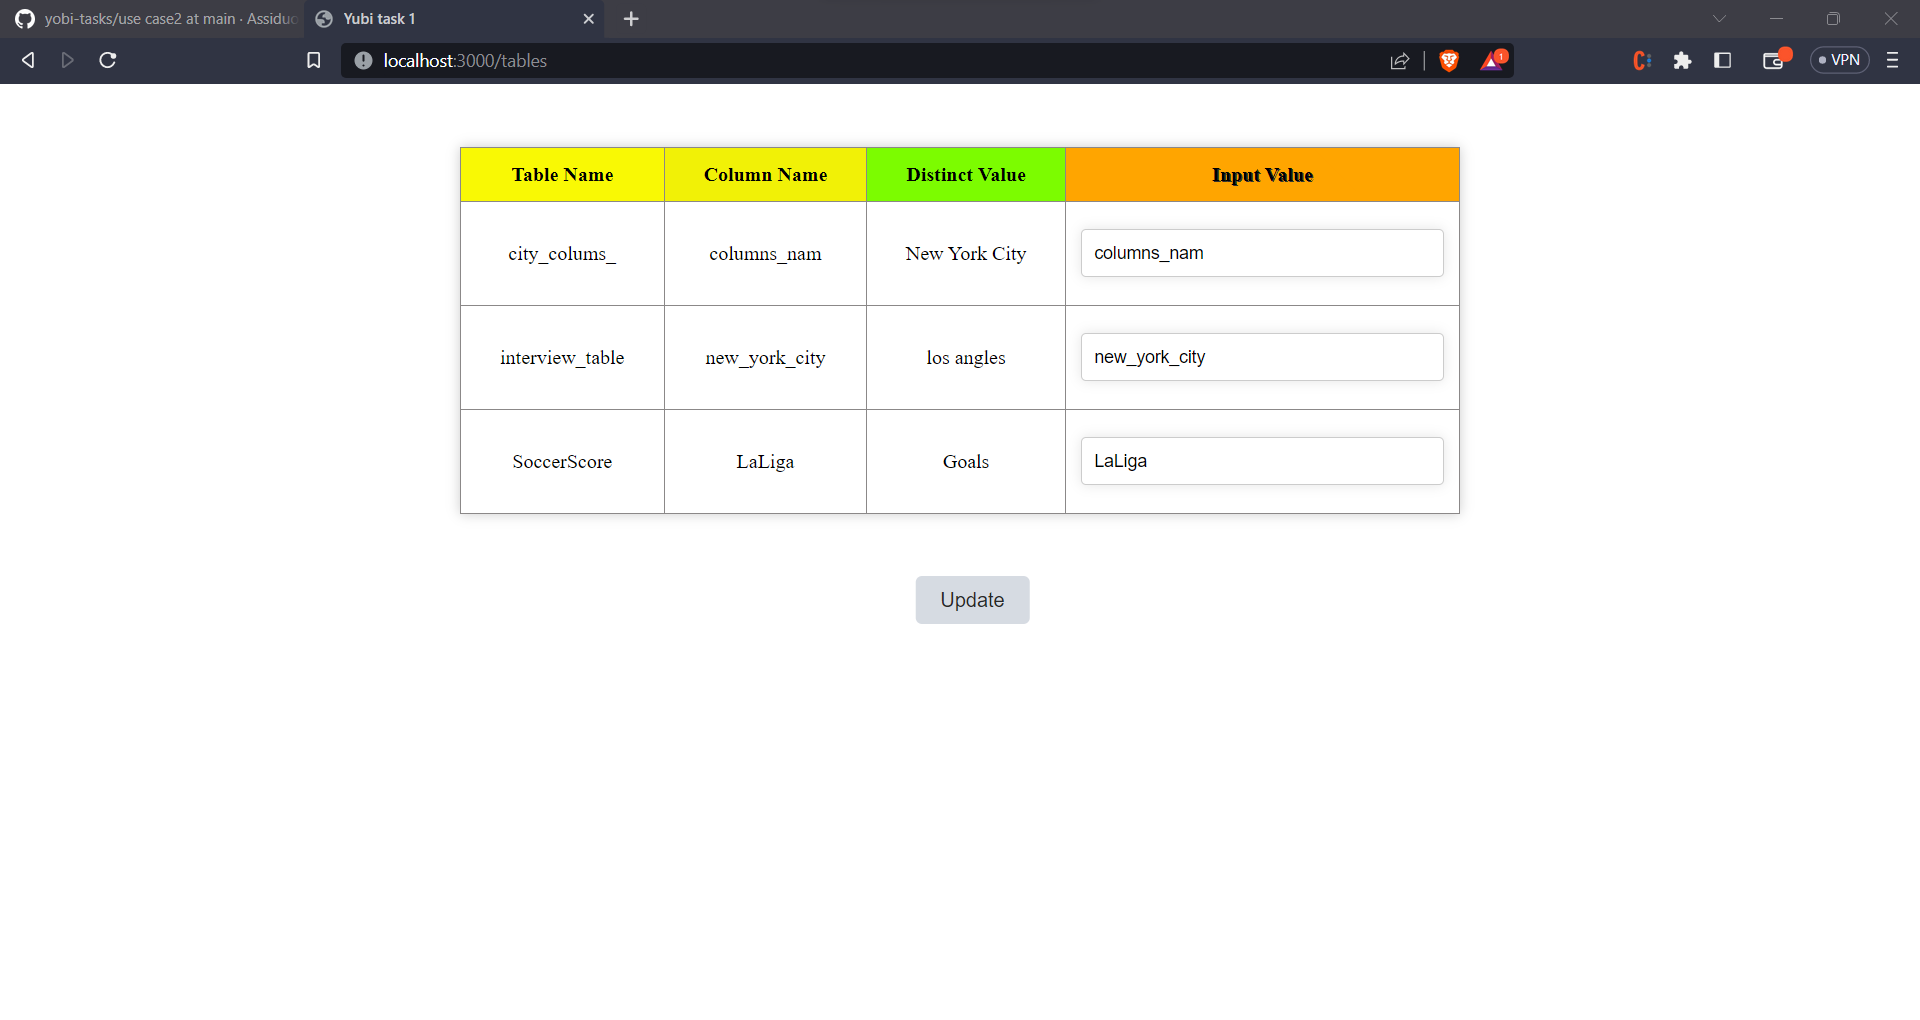 yobi-tasks/use case2 at main · Assiduo
Yubi task 1
localhost:3000/tables
1
VPN
Table Name Column Name Distinct Value Input Value
city_colums_ columns_nam New York City columns_nam
interview_table new_york_city los angles new_york_city
SoccerScore LaLiga Goals LaLiga
Update